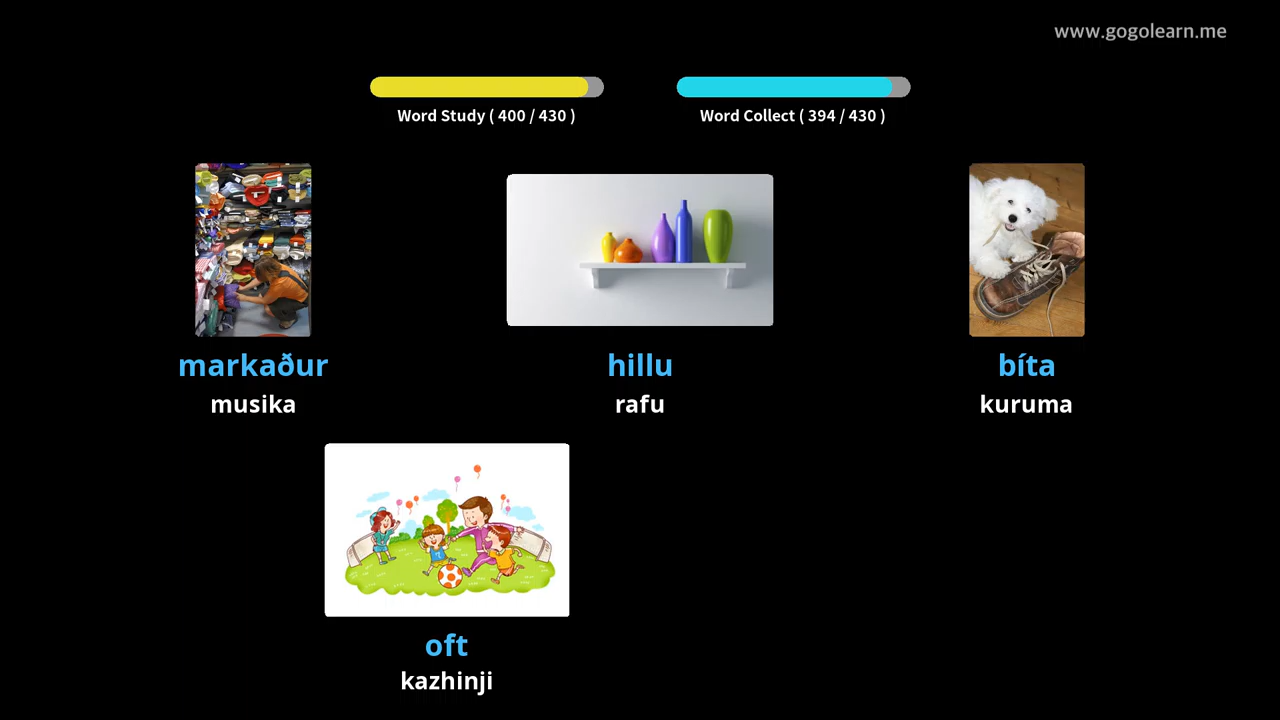 www.gogolearn.me
Word Study ( 400 / 430 )
Word Collect ( 394 / 430 )
markaður
musika
hillu
rafu
bíta
kuruma
oft
kazhinji